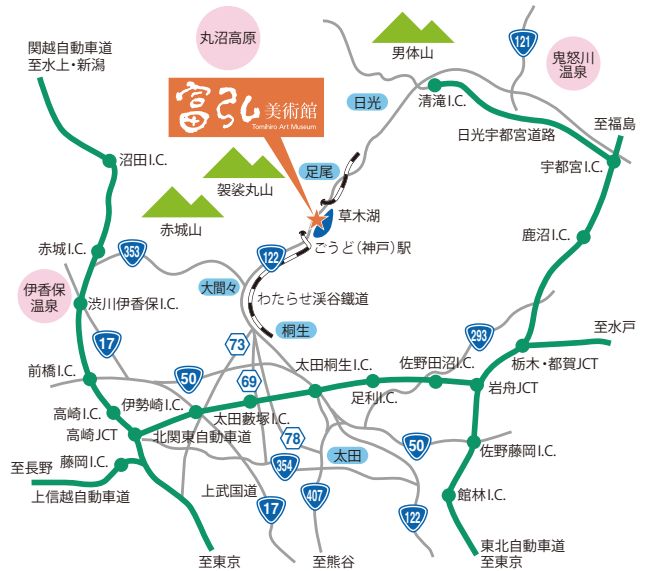 関越自動車道
至水上・新潟
丸沼高原
男体山
121
鬼怒川
温泉
富弘美術館
Tomihiro Art Museum
日光
清滝I.C.
日光宇都宮道路
至福島
宇都宮I.C.
沼田I.C.
袈裟丸山
足尾
赤城山
草木湖
鹿沼I.C.
赤城I.C.
353
122
ごうど(神戸)駅
伊香保
温泉
渋川伊香保I.C.
大間々
わたらせ渓谷鐵道
桐生
293
至水戸
17
73
前橋I.C.
50
69
太田桐生I.C.
佐野田沼I.C.
栃木・都賀JCT
岩舟JCT
足利I.C.
高崎I.C.
伊勢崎I.C.
太田藪塚I.C.
高崎JCT
北関東自動車道
78
太田
50
佐野藤岡I.C.
至長野
藤岡I.C.
354
上信越自動車道
上武国道
407
館林I.C.
17
122
至東京
至熊谷
東北自動車道
至東京